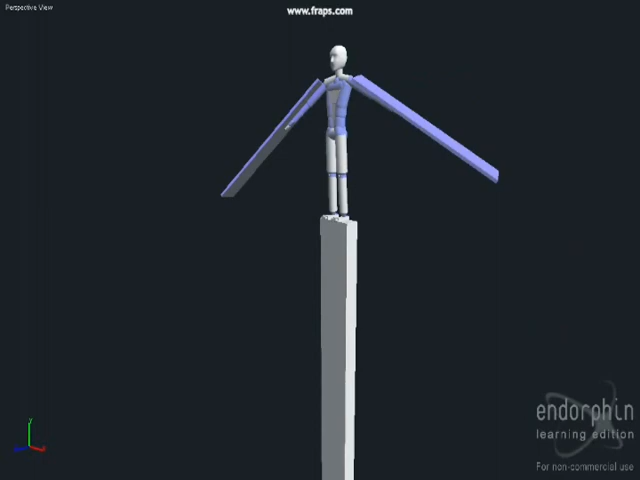 Perspective View
www.fraps.com
Y
endorphin
learning edition
For non-commercial use